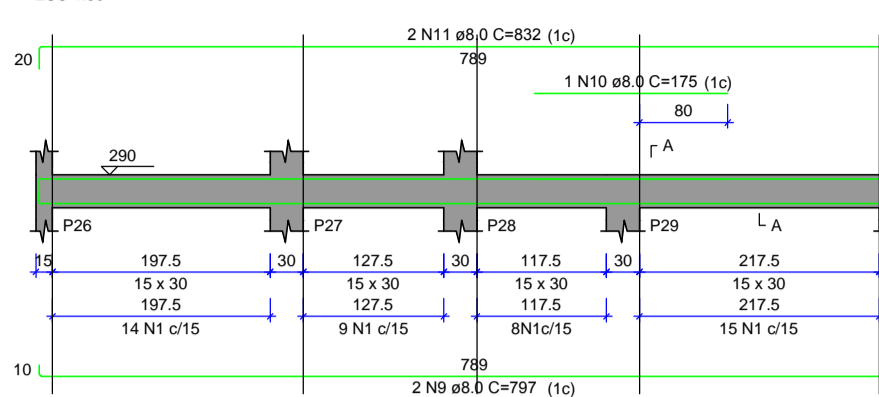 2 N11 ø8.0 C=832 (1c)
20
789
1 N10 ø8.0 C=175 (1c)
80
A
290
P26 P27 P28 P29 A
15 197.5 30 127.5 30 117.5 30 217.5
15 x 30 15 x 30 15 x 30 15 x 30
197.5 127.5 117.5 217.5
14 N1 c/15 9 N1 c/15 8N1c/15 15 N1 c/15
10 789
2 N9 ø8.0 C=797 (1c)